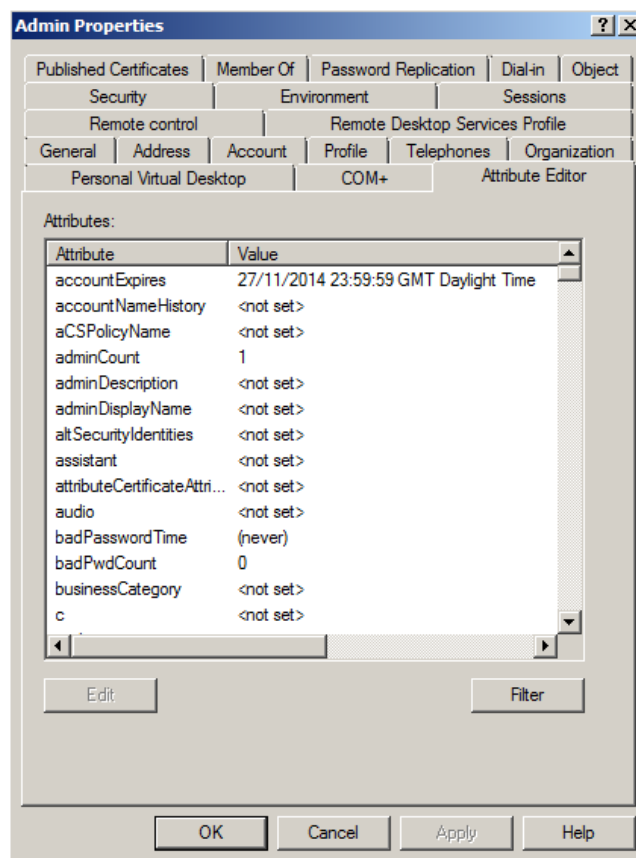 Admin Properties
Published Certificates Member Of Password Replication Dial-in Object
Security Environment Sessions
Remote control Remote Desktop Services Profile
General Address Account Profile Telephones Organization
Personal Virtual Desktop COM+ Attribute Editor
Attributes:
Attribute Value
accountExpires 27/11/2014 23:59:59 GMT Daylight Time
accountNameHistory <not set>
aCSPolicyName <not set>
adminCount 1
adminDescription <not set>
adminDisplayName <not set>
altSecurityIdentities <not set>
assistant <not set>
attributeCertificateAttri... <not set>
audio <not set>
badPasswordTime (never)
badPwdCount 0
businessCategory <not set>
c <not set>
Edit Filter
OK Cancel Apply Help